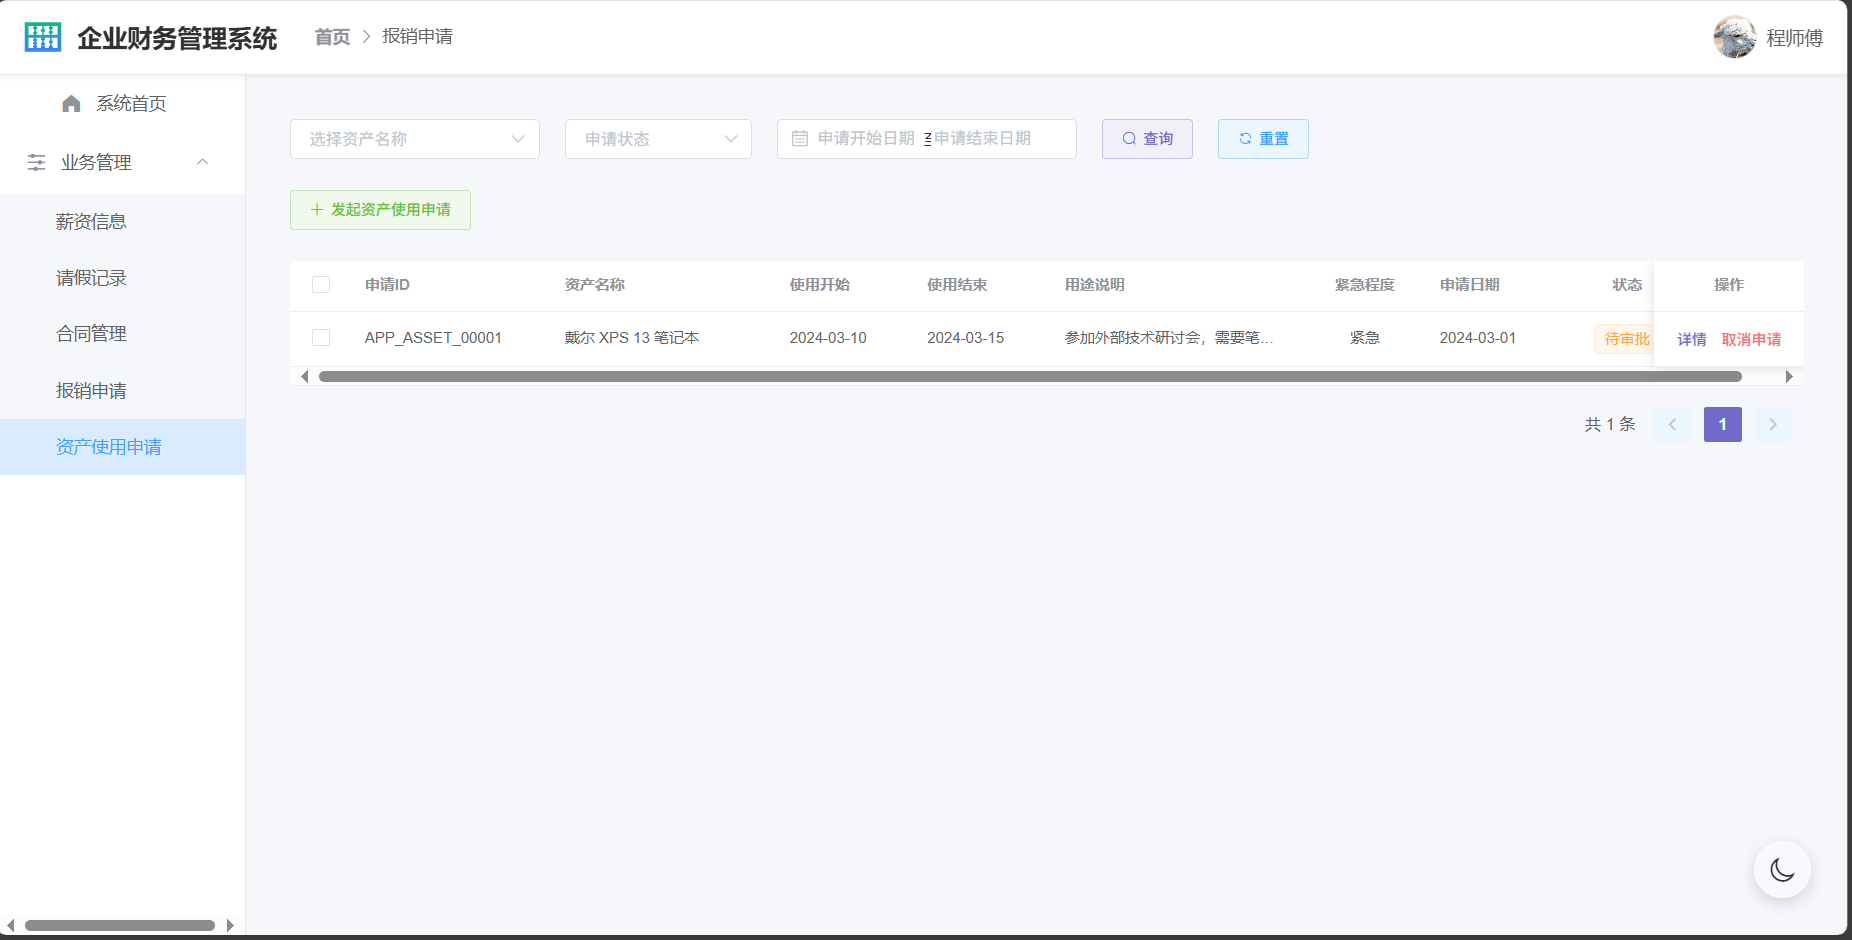 企业财务管理系统
首页 > 报销申请
程师傅
系统首页
业务管理
薪资信息
请假记录
合同管理
报销申请
资产使用申请
选择资产名称
申请状态
申请开始日期
申请结束日期
查询
重置
+ 发起资产使用申请
申请ID 资产名称 使用开始 使用结束 用途说明 紧急程度 申请日期 状态 操作
APP_ASSET_00001 戴尔 XPS 13 笔记本 2024-03-10 2024-03-15 参加外部技术研讨会，需要笔... 紧急 2024-03-01 待审批 详情 取消申请
共 1 条 < 1 >